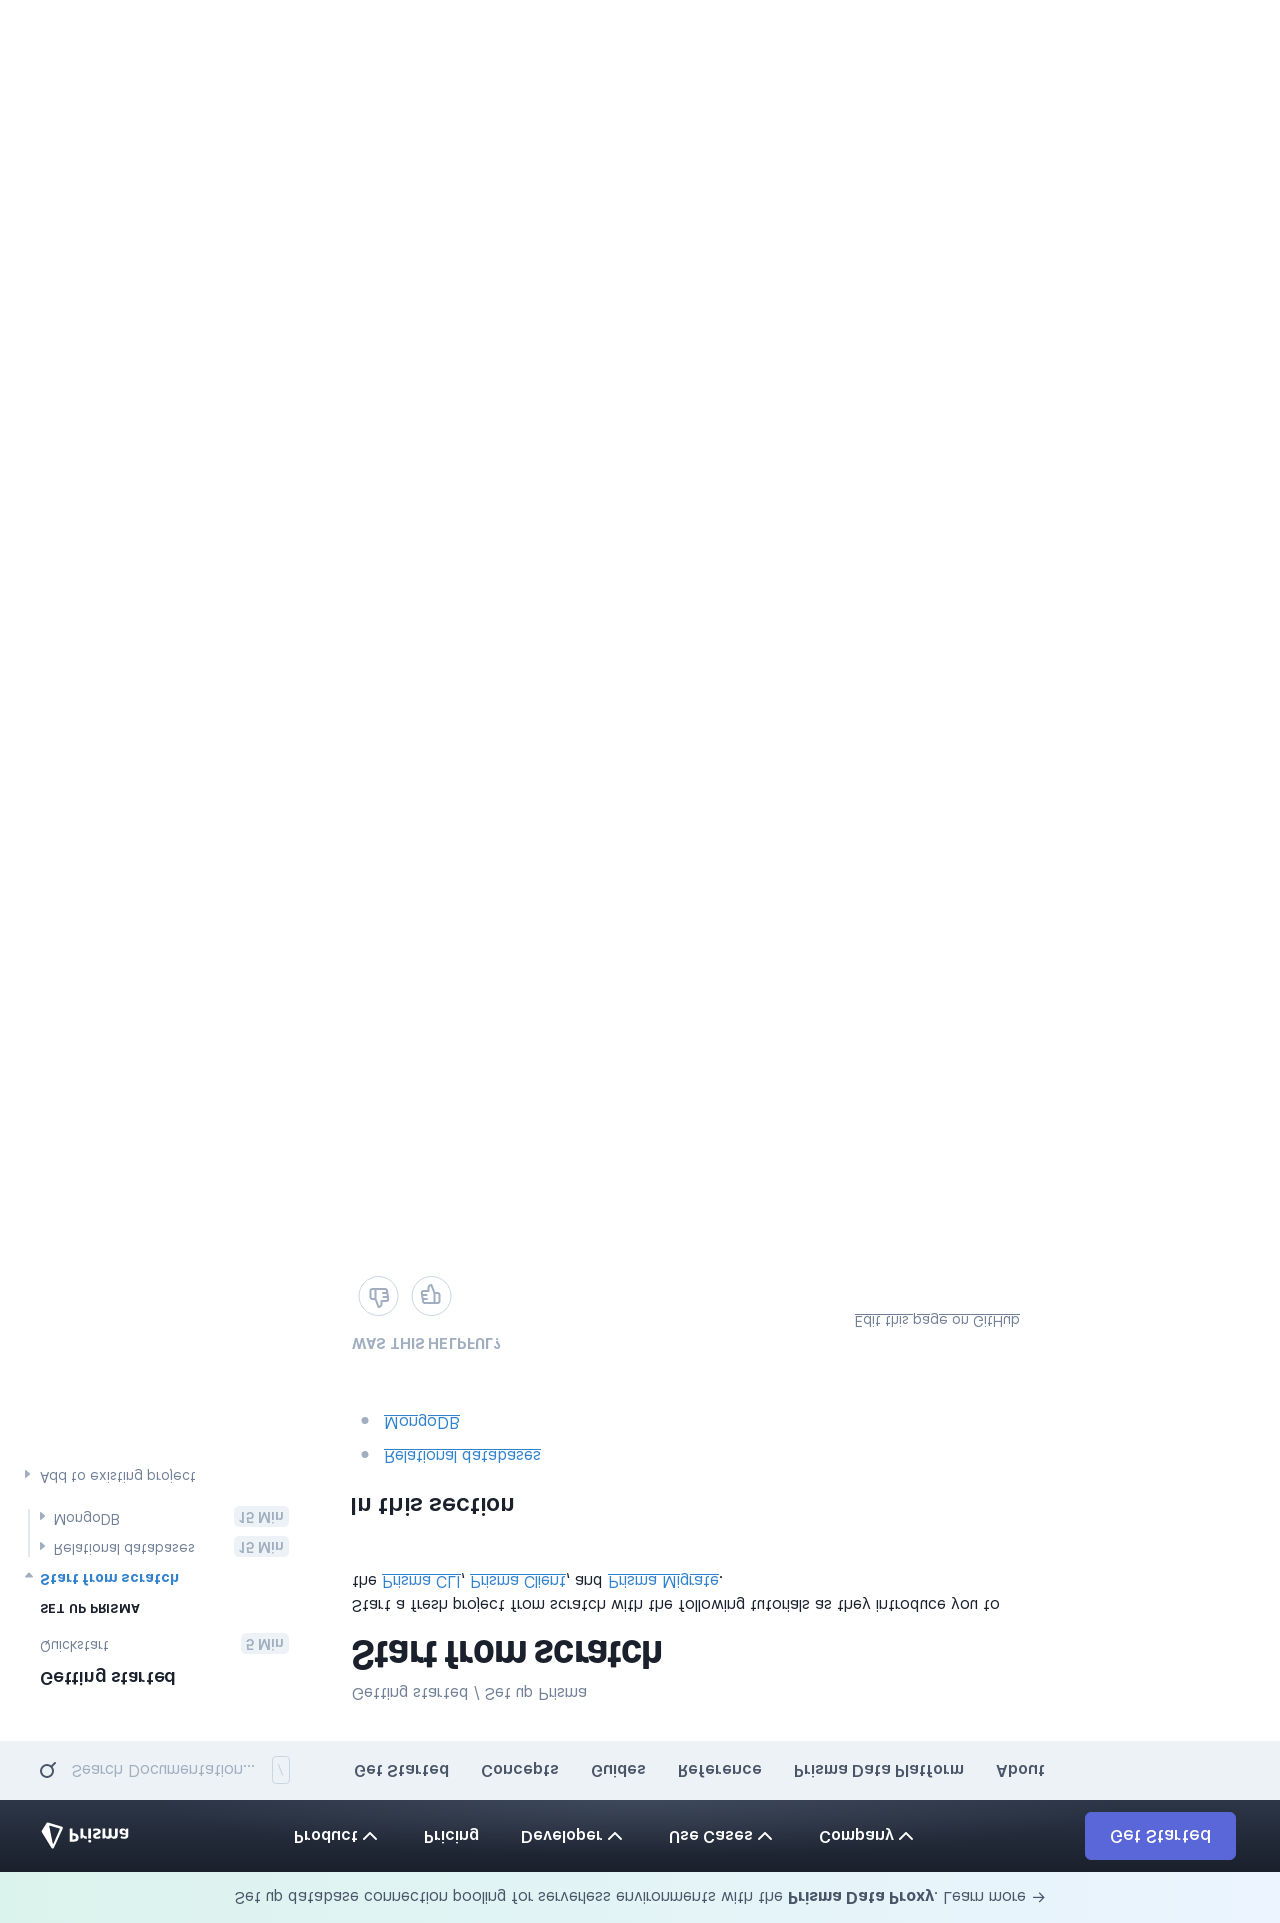 Set up database connection pooling for serverless environments with the Prisma Data Proxy. Learn more →
Prisma
Product
Pricing
Developer
Use Cases
Company
Get Started
Search Documentation... /
Get Started
Concepts
Guides
Reference
Prisma Data Platform
About
Getting started
Quickstart 5 Min
SET UP PRISMA
Start from scratch
Relational databases 15 Min
MongoDB 15 Min
Add to existing project
Getting started / Set up Prisma
Start from scratch
Start a fresh project from scratch with the following tutorials as they introduce you to
the Prisma CLI, Prisma Client, and Prisma Migrate.
In this section
Relational databases
MongoDB
WAS THIS HELPFUL?
Edit this page on GitHub